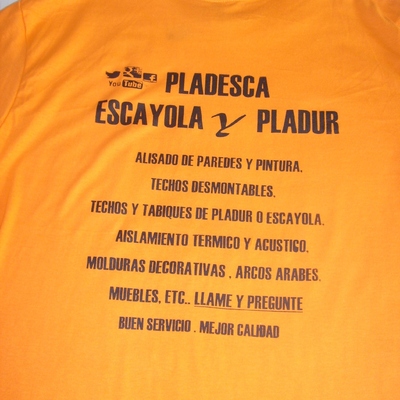 You Tube
PLADESCA
ESCAYOLA Y PLADUR
ALISADO DE PAREDES Y PINTURA.
TECHOS DESMONTABLES.
TECHOS Y TABIQUES DE PLADUR O ESCAYOLA.
AISLAMIENTO TERMICO Y ACUSTICO.
MOLDURAS DECORATIVAS , ARCOS ARABES.
MUEBLES, ETC.. LLAME Y PREGUNTE
BUEN SERVICIO . MEJOR CALIDAD